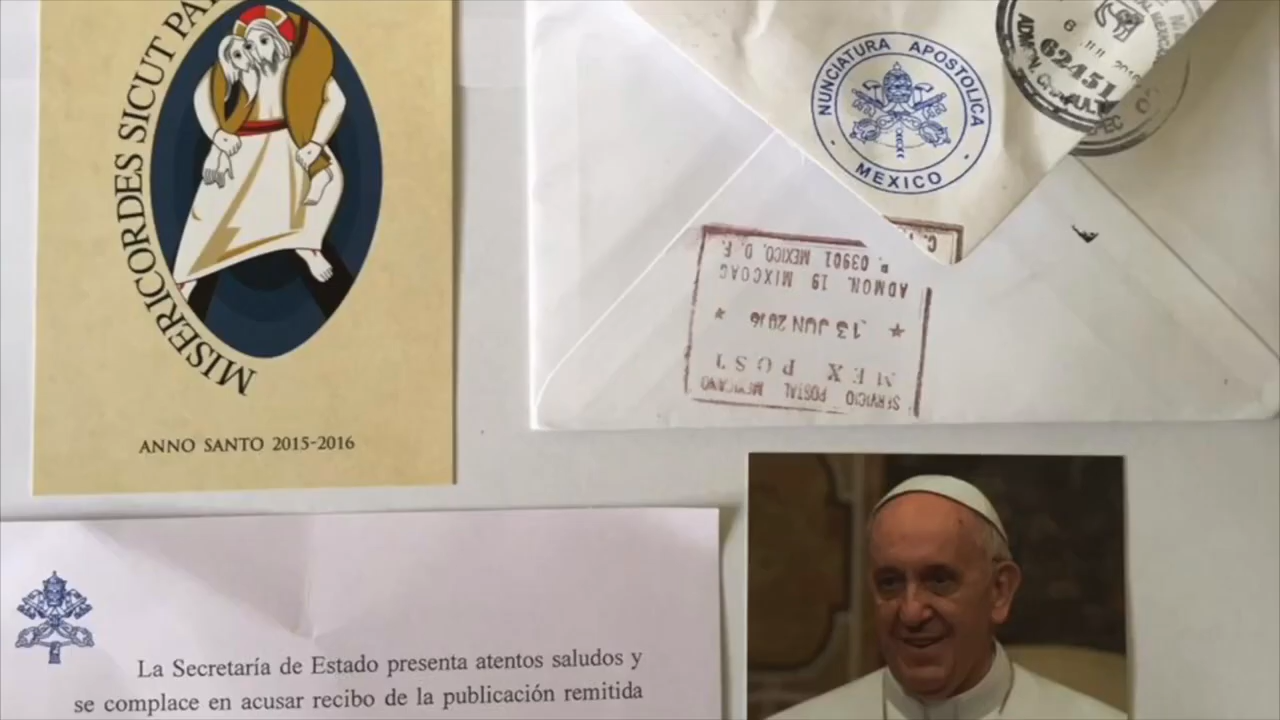 MISERICORDES SICUT PA
ANNO SANTO 2015-2016
NUNCIATURA APOSTOLICA
MEXICO
6
62451
SERVICIO POSTAL MEXICANO
MEX POST
★ 13 JUN 2016 ★
ADMON. 19 MIXCOAC
P. 03901 MEXICO, D. F.
La Secretaría de Estado presenta atentos saludos y
se complace en acusar recibo de la publicación remitida